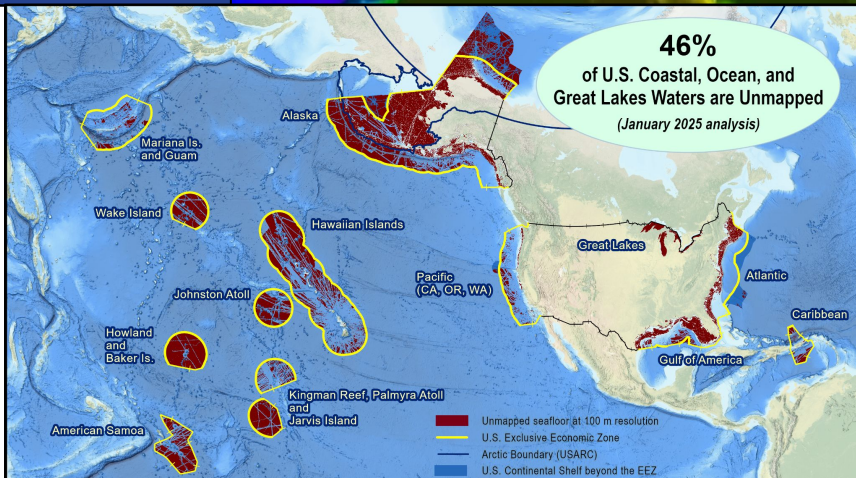 46%
of U.S. Coastal, Ocean, and
Great Lakes Waters are Unmapped
(January 2025 analysis)
Alaska
Mariana Is.
and Guam
Wake Island
Hawaiian Islands
Great Lakes
Pacific
(CA, OR, WA)
Atlantic
Johnston Atoll
Caribbean
Howland
and
Baker Is.
Gulf of America
Kingman Reef, Palmyra Atoll
and
Jarvis Island
American Samoa
Unmapped seafloor at 100 m resolution
U.S. Exclusive Economic Zone
Arctic Boundary (USARC)
U.S. Continental Shelf beyond the EEZ